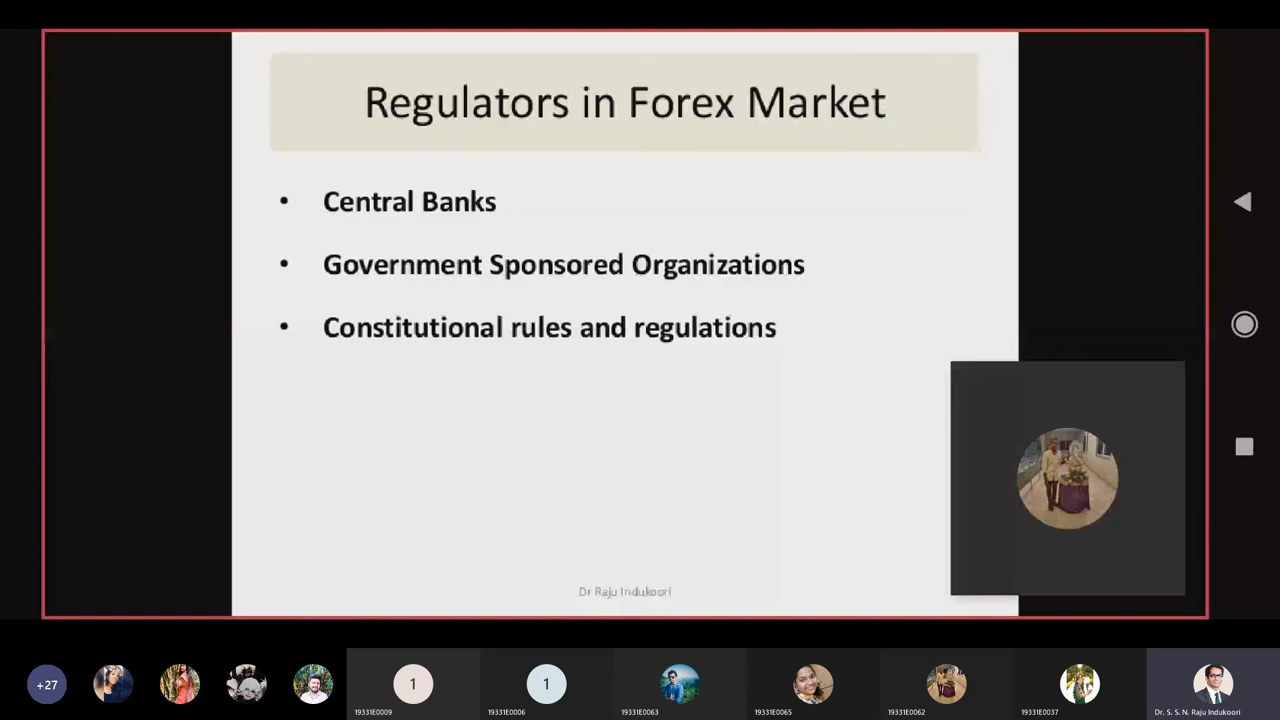 Regulators in Forex Market
• Central Banks
• Government Sponsored Organizations
• Constitutional rules and regulations
Dr Raju Indukoori
+27
1
1
19331E0009
19331E0006
19331E0063
19331E0065
19331E0062
19331E0037
Dr. S. S. N. Raju Indukoori